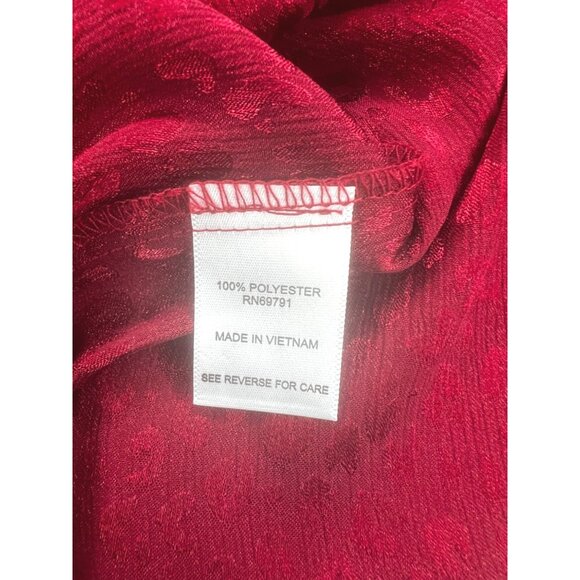 100% POLYESTER
RN69791
MADE IN VIETNAM
SEE REVERSE FOR CARE